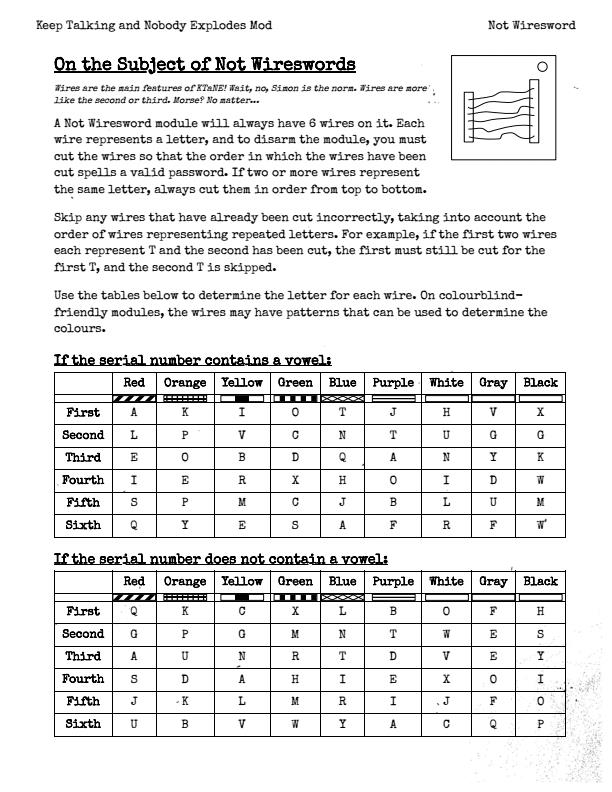 Keep Talking and Nobody Explodes Mod Not Wiresword
On the Subject of Not Wireswords
Wires are the main features of KTaNE! Wait, no, Simon is the norm. Wires are more
like the second or third. Morse? No matter...
A Not Wiresword module will always have 6 wires on it. Each
wire represents a letter, and to disarm the module, you must
cut the wires so that the order in which the wires have been
cut spells a valid password. If two or more wires represent
the same letter, always cut them in order from top to bottom.
Skip any wires that have already been cut incorrectly, taking into account the
order of wires representing repeated letters. For example, if the first two wires
each represent T and the second has been cut, the first must still be cut for the
first T, and the second T is skipped.
Use the tables below to determine the letter for each wire. On colourblind-
friendly modules, the wires may have patterns that can be used to determine the
colours.
If the serial number contains a vowel:
Red Orange Yellow Green Blue Purple White Gray Black
First A K I O T J H V X
Second L P V C N T U G G
Third E O B D Q A N Y K
Fourth I E R X H O I D W
Fifth S P M C J B L U M
Sixth Q Y E S A F R F W
If the serial number does not contain a vowel:
Red Orange Yellow Green Blue Purple White Gray Black
First Q K C X L B O F H
Second G P G M N T W E S
Third A U N R T D V E Y
Fourth S D A H I E X O I
Fifth J K L M R I J F O
Sixth U B V W Y A C Q P